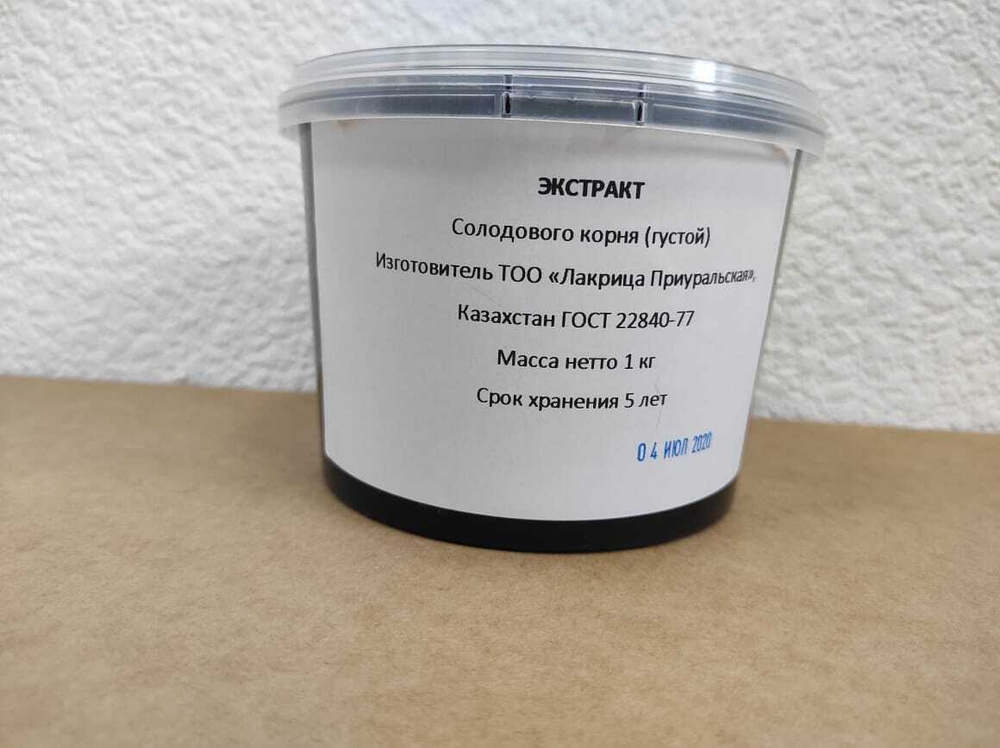 ЭКСТРАКТ
Солодового корня (густой)
Изготовитель ТОО «Лакрица Приуральская»,
Казахстан ГОСТ 22840-77
Масса нетто 1 кг
Срок хранения 5 лет
04 ИЮЛ 2020